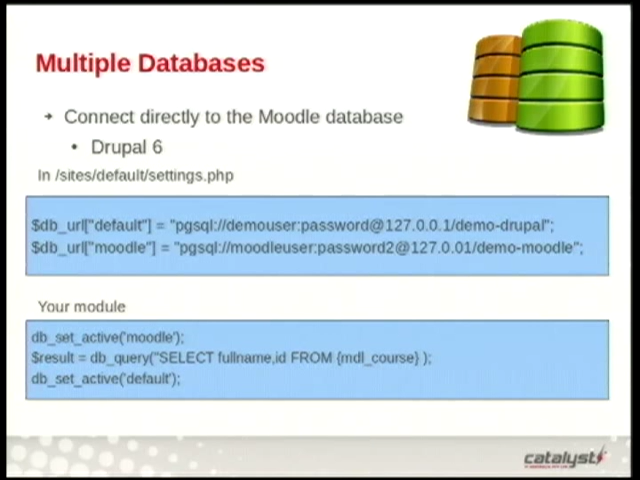 Multiple Databases
Connect directly to the Moodle database
Drupal 6
In /sites/default/settings.php
$db_url["default"] = "pgsql://demouser:password@127.0.0.1/demo-drupal";
$db_url["moodle"] = "pgsql://moodleuser:password2@127.0.01/demo-moodle";
Your module
db_set_active('moodle');
$result = db_query("SELECT fullname,id FROM {mdl_course} );
db_set_active('default');
catalyst